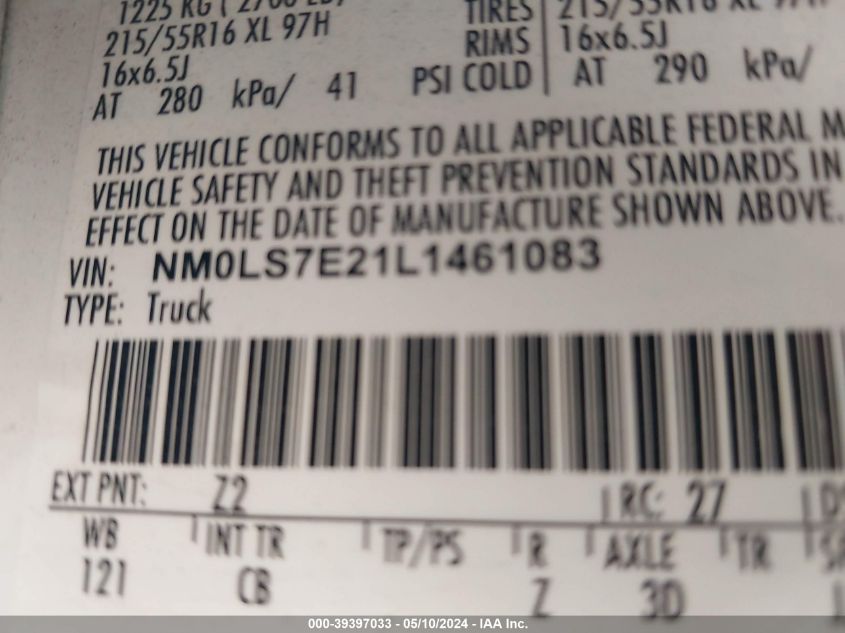 1225 KG
215/55R16 XL 97H
16x6.5J
AT 280 kPa/ 41 PSI COLD
TIRES 215/55R16 XL 97H
RIMS 16x6.5J
AT 290 kPa/
THIS VEHICLE CONFORMS TO ALL APPLICABLE FEDERAL M
VEHICLE SAFETY AND THEFT PREVENTION STANDARDS IN
EFFECT ON THE DATE OF MANUFACTURE SHOWN ABOVE.
VIN: NM0LS7E21L1461083
TYPE: Truck
EXT PNT: Z2 RC: 27
WB INT TR TP/PS R AXLE TR
121 CB Z 3D
000-39397033 - 05/10/2024 - IAA Inc.